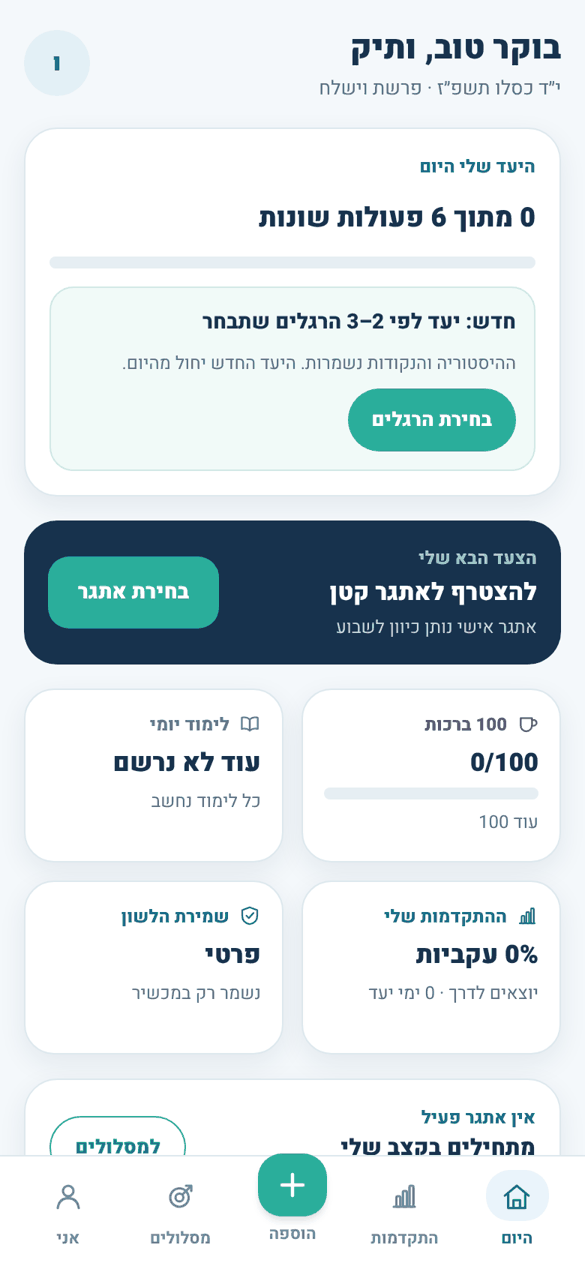 בוקר טוב, ותיק
ו
י״ד כסלו תשפ״ז · פרשת וישלח
היעד שלי היום
0 מתוך 6 פעולות שונות
חדש: יעד לפי 2–3 הרגלים שתבחר
ההיסטוריה והנקודות נשמרות. היעד החדש יחול מהיום.
בחירת הרגלים
הצעד הבא שלי
להצטרף לאתגר קטן
אתגר אישי נותן כיוון לשבוע
בחירת אתגר
100 ברכות
0/100
עוד 100
לימוד יומי
עוד לא נרשם
כל לימוד נחשב
ההתקדמות שלי
0% עקביות
יוצאים לדרך · 0 ימי יעד
שמירת הלשון
פרטי
נשמר רק במכשיר
אין אתגר פעיל
מתחילים בקצב שלי
למסלולים
היום
התקדמות
הוספה
מסלולים
אני